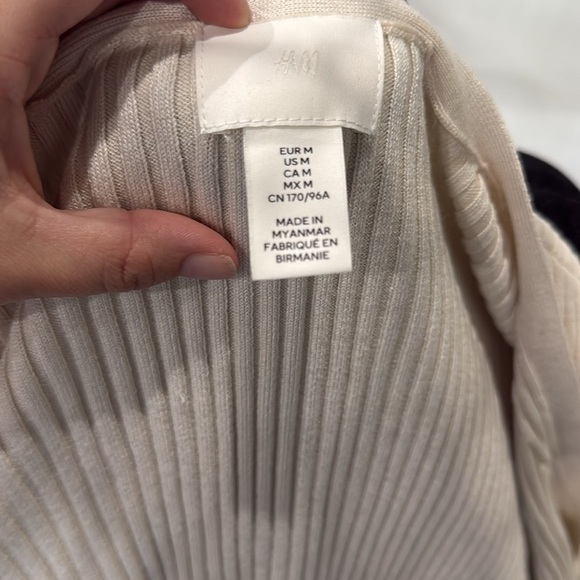 H&M
EUR M
US M
CA M
MX M
CN 170/96A
MADE IN
MYANMAR
FABRIQUÉ EN
BIRMANIE